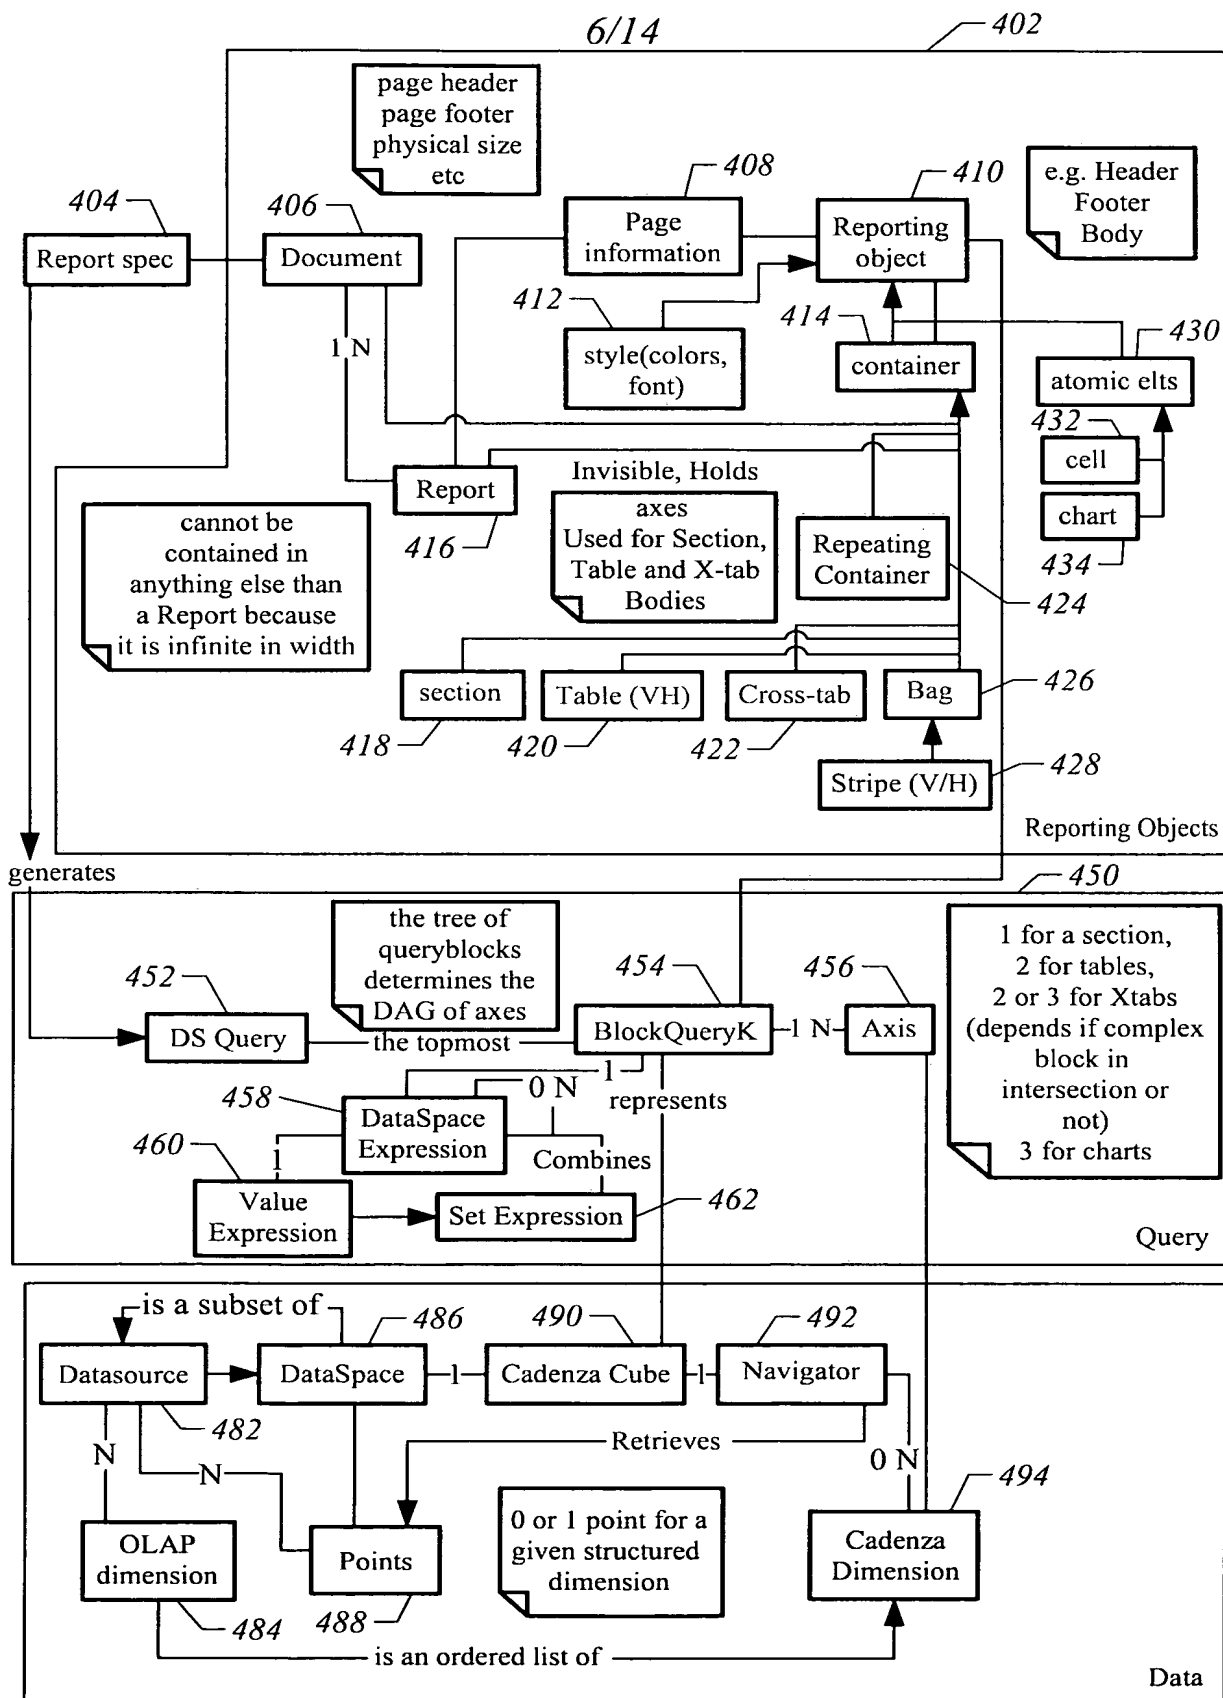 6/14
402
page header
page footer
physical size
etc
408
410
e.g. Header
Footer
Body
404
406
Report spec
Document
Page
information
Reporting
object
412
414
430
1 N
style(colors,
font)
container
atomic elts
432
cell
Report
416
Invisible, Holds
axes
Used for Section,
Table and X-tab
Bodies
Repeating
Container
424
chart
434
cannot be
contained in
anything else than
a Report because
it is infinite in width
section
Table (VH)
Cross-tab
Bag
426
418
420
422
428
Stripe (V/H)
Reporting Objects
generates
450
the tree of
queryblocks
determines the
DAG of axes
1 for a section,
2 for tables,
2 or 3 for Xtabs
(depends if complex
block in
intersection or
not)
3 for charts
452
454
456
DS Query
the topmost
BlockQueryK
1 N
Axis
1
0 N
represents
458
DataSpace
Expression
460
1
Combines
Value
Expression
Set Expression
462
Query
is a subset of
486
490
492
Datasource
DataSpace
1
Cadenza Cube
1
Navigator
482
N
N
Retrieves
0 N
494
OLAP
dimension
Points
0 or 1 point for a
given structured
dimension
Cadenza
Dimension
484
488
is an ordered list of
Data